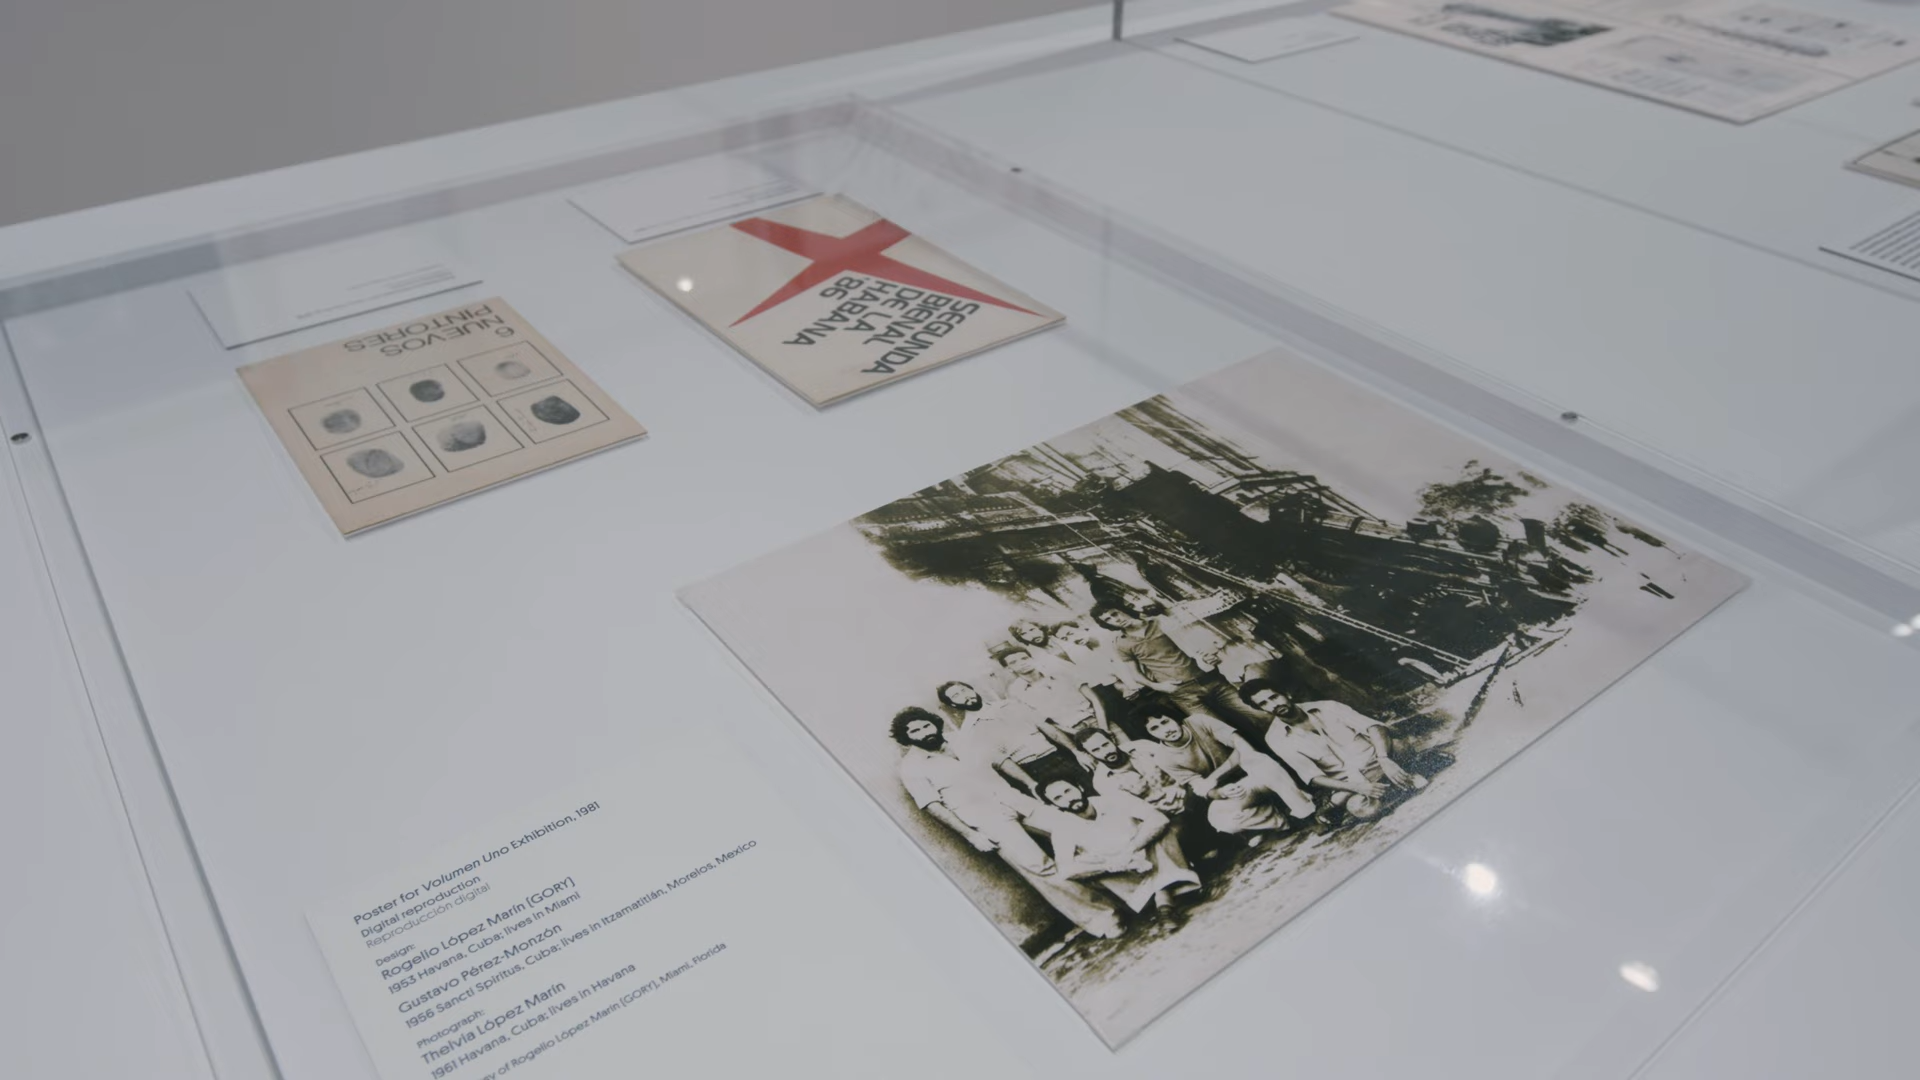 6
NUEVOS
PINTORES
SEGUNDA
BIENAL
DE LA
HABANA
'86
Poster for Volumen Uno Exhibition, 1981
Digital reproduction
Reproducción digital
Design:
Rogelio López Marín (GORY)
1953 Havana, Cuba; lives in Miami
Gustavo Pérez-Monzón
1956 Sancti Spíritus, Cuba; lives in Itzamatitlán, Morelos, Mexico
Photograph:
Thelvia López Marín
1961 Havana, Cuba; lives in Havana
of Rogelio López Marín (GORY), Miami, Florida